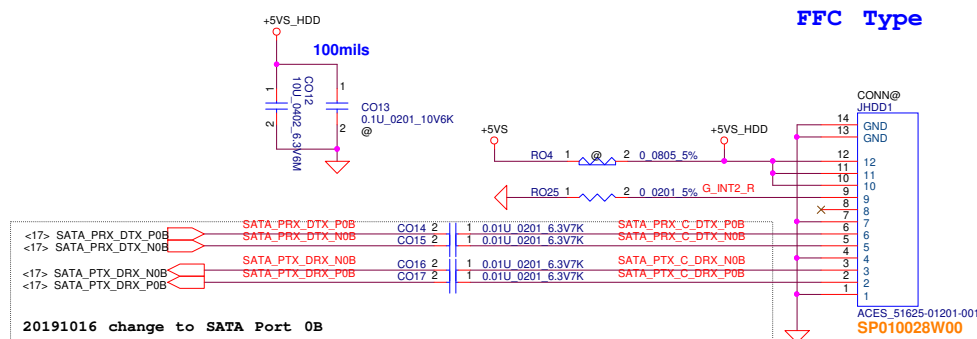 FFC Type
+5VS_HDD
100mils
1
2
CO12
10U_0402_6.3V6M
1
2
CO13
0.1U_0201_10V6K
@
+5VS
+5VS_HDD
RO4 1 @ 2 0_0805_5%
RO25 1 2 0_0201_5% G_INT2_R
CONN@
JHDD1
14 GND
13 GND
12 12
11 11
10 10
9 9
8 8
7 7
6 6
5 5
4 4
3 3
2 2
1 1
ACES_51625-01201-001
SP010028W00
<17> SATA_PRX_DTX_P0B SATA_PRX_DTX_P0B CO14 2 1 0.01U_0201_6.3V7K SATA_PRX_C_DTX_P0B
<17> SATA_PRX_DTX_N0B SATA_PRX_DTX_N0B CO15 2 1 0.01U_0201_6.3V7K SATA_PRX_C_DTX_N0B
<17> SATA_PTX_DRX_N0B SATA_PTX_DRX_N0B CO16 2 1 0.01U_0201_6.3V7K SATA_PTX_C_DRX_N0B
<17> SATA_PTX_DRX_P0B SATA_PTX_DRX_P0B CO17 2 1 0.01U_0201_6.3V7K SATA_PTX_C_DRX_P0B
20191016 change to SATA Port 0B